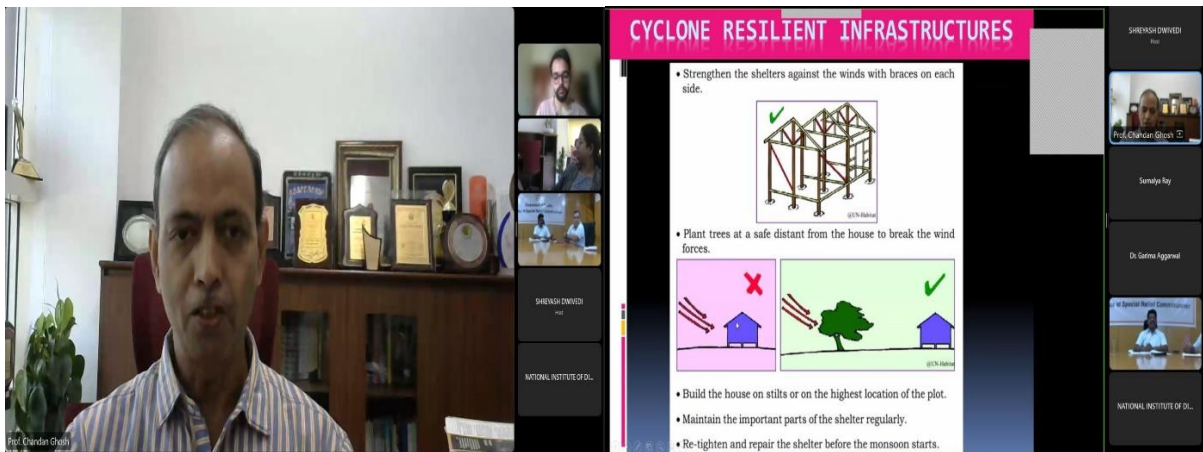 SHREYASH DWIVEDI
Host
NATIONAL INSTITUTE OF DI...
Prof. Chandan Ghosh
CYCLONE RESILIENT INFRASTRUCTURES
• Strengthen the shelters against the winds with braces on each
side.
@UN-Habitat
• Plant trees at a safe distant from the house to break the wind
forces.
@UN-Habitat
• Build the house on stilts or on the highest location of the plot.
• Maintain the important parts of the shelter regularly.
• Re-tighten and repair the shelter before the monsoon starts.
SHREYASH DWIVEDI
Host
Prof. Chandan Ghosh
Sumalya Ray
Dr. Garima Aggarwal
Special Relief Commissioner
NATIONAL INSTITUTE OF DI...